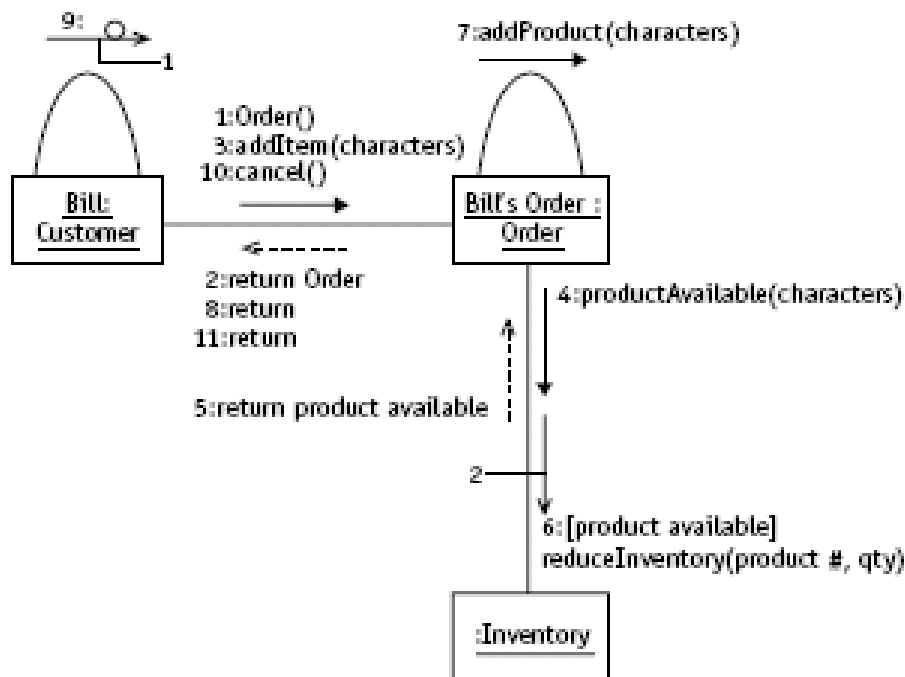 9:
1
7:addProduct(characters)
1:Order()
3:addItem(characters)
10:cancel()
Bill:
Customer
Bill's Order :
Order
2:return Order
8:return
11:return
4:productAvailable(characters)
5:return product available
2
6:[product available]
reduceInventory(product #, qty)
:Inventory